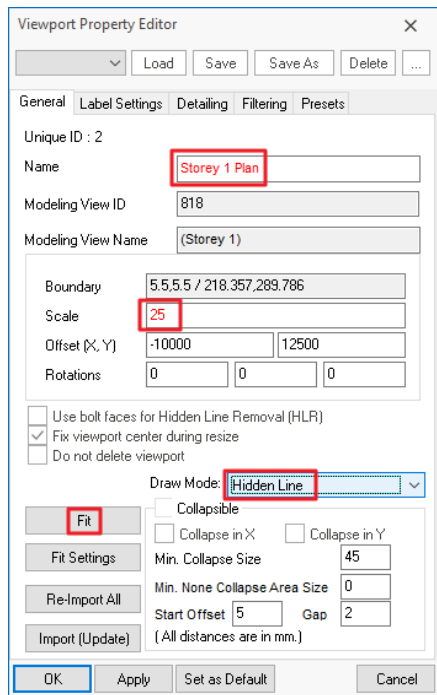 Viewport Property Editor
Load Save Save As Delete ...
General Label Settings Detailing Filtering Presets
Unique ID : 2
Name Storey 1 Plan
Modeling View ID 818
Modeling View Name (Storey 1)
Boundary 5.5,5.5 / 218.357,289.786
Scale 25
Offset (X, Y) -10000 12500
Rotations 0 0 0
Use bolt faces for Hidden Line Removal (HLR)
Fix viewport center during resize
Do not delete viewport
Draw Mode: Hidden Line
Fit Collapsible
Collapse in X Collapse in Y
Fit Settings Min. Collapse Size 45
Min. None Collapse Area Size 0
Re-Import All
Start Offset 5 Gap 2
Import (Update) (All distances are in mm.)
OK Apply Set as Default Cancel